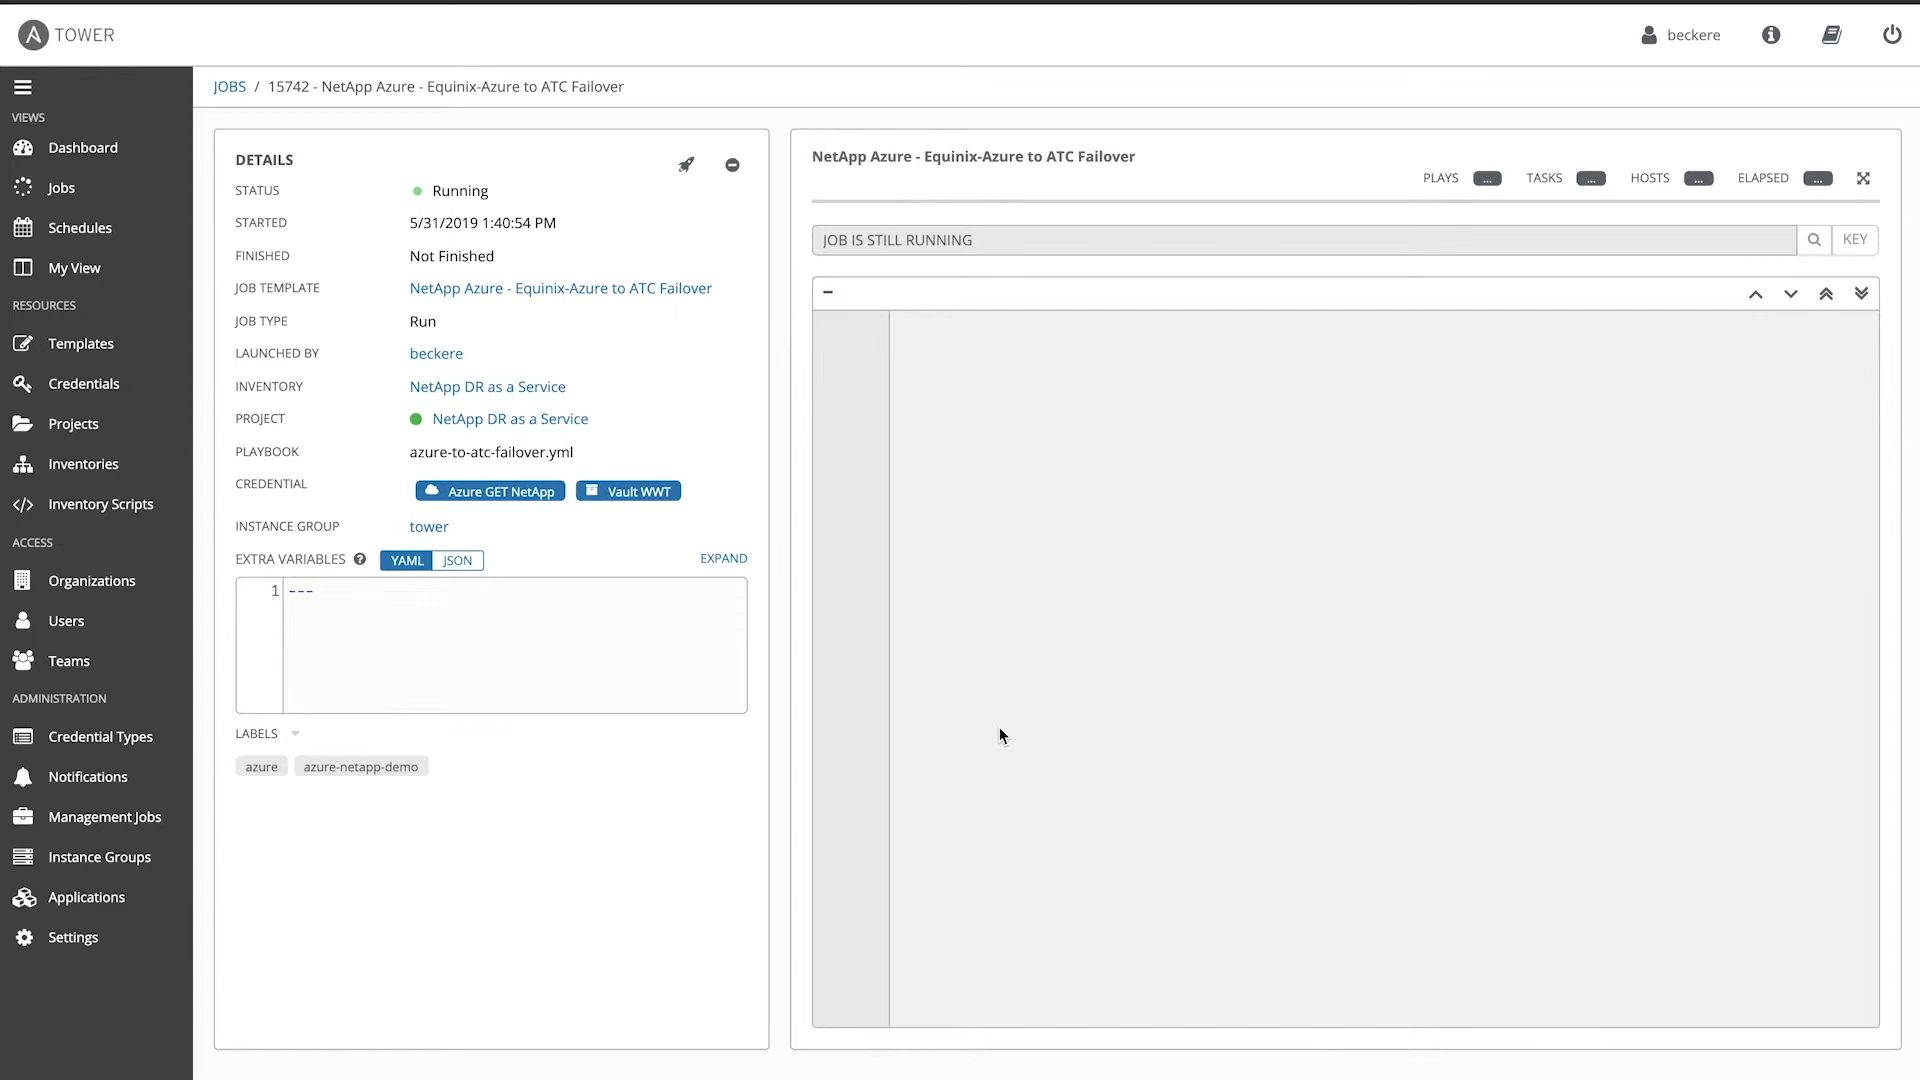 A TOWER
beckere
JOBS / 15742 - NetApp Azure - Equinix-Azure to ATC Failover
VIEWS
Dashboard
Jobs
Schedules
My View
RESOURCES
Templates
Credentials
Projects
Inventories
Inventory Scripts
ACCESS
Organizations
Users
Teams
ADMINISTRATION
Credential Types
Notifications
Management Jobs
Instance Groups
Applications
Settings
DETAILS
STATUS Running
STARTED 5/31/2019 1:40:54 PM
FINISHED Not Finished
JOB TEMPLATE NetApp Azure - Equinix-Azure to ATC Failover
JOB TYPE Run
LAUNCHED BY beckere
INVENTORY NetApp DR as a Service
PROJECT NetApp DR as a Service
PLAYBOOK azure-to-atc-failover.yml
CREDENTIAL Azure GET NetApp Vault WWT
INSTANCE GROUP tower
EXTRA VARIABLES ? YAML JSON EXPAND
1 ---
LABELS
azure azure-netapp-demo
NetApp Azure - Equinix-Azure to ATC Failover
PLAYS ... TASKS ... HOSTS ... ELAPSED ...
JOB IS STILL RUNNING KEY